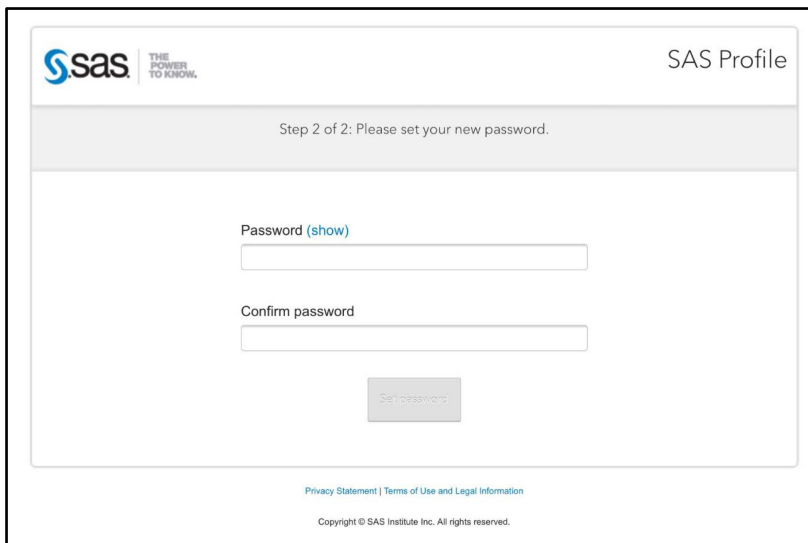 sas. THE
POWER
TO KNOW.
SAS Profile
Step 2 of 2: Please set your new password.
Password (show)
Confirm password
Set password
Privacy Statement | Terms of Use and Legal Information
Copyright © SAS Institute Inc. All rights reserved.